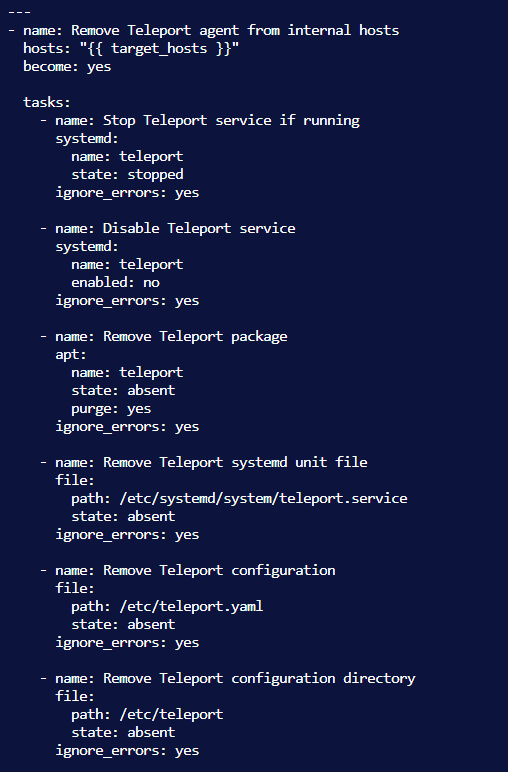 ---
- name: Remove Teleport agent from internal hosts
  hosts: "{{ target_hosts }}"
  become: yes

  tasks:
    - name: Stop Teleport service if running
      systemd:
        name: teleport
        state: stopped
      ignore_errors: yes

    - name: Disable Teleport service
      systemd:
        name: teleport
        enabled: no
      ignore_errors: yes

    - name: Remove Teleport package
      apt:
        name: teleport
        state: absent
        purge: yes
      ignore_errors: yes

    - name: Remove Teleport systemd unit file
      file:
        path: /etc/systemd/system/teleport.service
        state: absent
      ignore_errors: yes

    - name: Remove Teleport configuration
      file:
        path: /etc/teleport.yaml
        state: absent
      ignore_errors: yes

    - name: Remove Teleport configuration directory
      file:
        path: /etc/teleport
        state: absent
      ignore_errors: yes